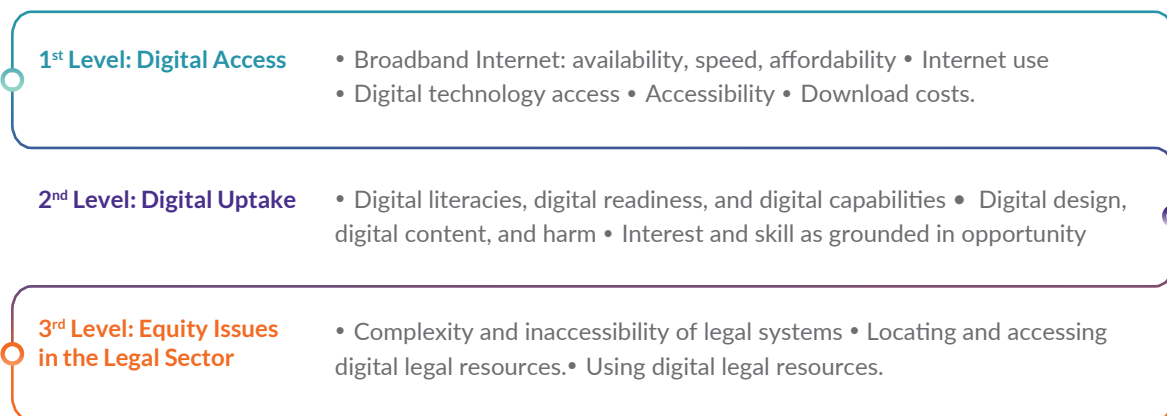 1st Level: Digital Access
• Broadband Internet: availability, speed, affordability • Internet use
• Digital technology access • Accessibility • Download costs.
2nd Level: Digital Uptake
• Digital literacies, digital readiness, and digital capabilities • Digital design,
digital content, and harm • Interest and skill as grounded in opportunity
3rd Level: Equity Issues
in the Legal Sector
• Complexity and inaccessibility of legal systems • Locating and accessing
digital legal resources.• Using digital legal resources.